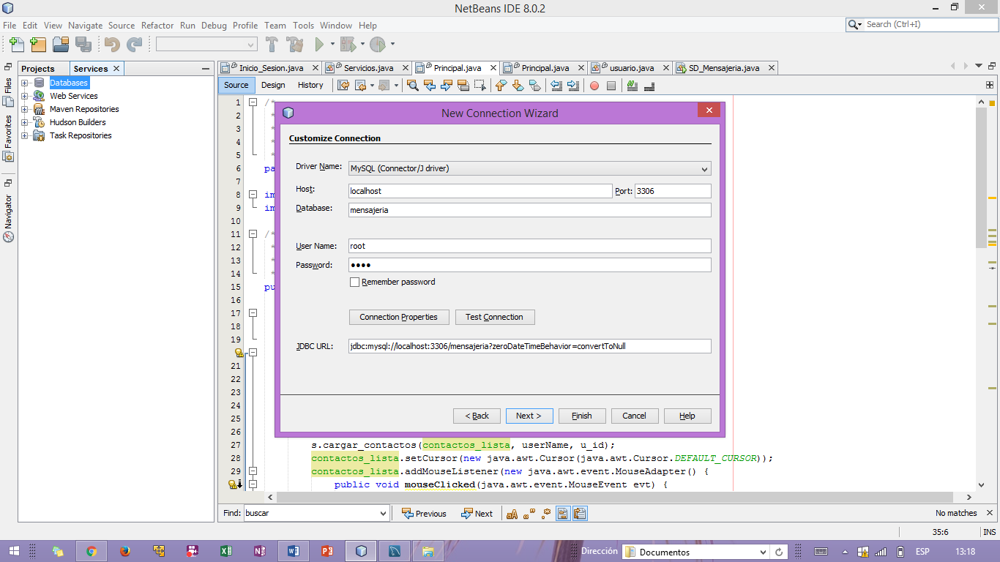 NetBeans IDE 8.0.2
File Edit View Navigate Source Refactor Run Debug Profile Team Tools Window Help
Search (Ctrl+I)
Projects Services
Inicio_Sesion.java Servicios.java Principal.java Principal.java usuario.java SD_Mensajeria.java
Files
Favorites
Navigator
Databases
Web Services
Maven Repositories
Hudson Builders
Task Repositories
Source Design History
1 /*
2 *
3 *
4 *
5 *
6 pa
7
8 im
9 im
10
11 /*
12 *
13 *
14 *
15 pu
16
17
18
19
21
22
23
24
25
26
27 s.cargar_contactos(contactos_lista, userName, u_id);
28 contactos_lista.setCursor(new java.awt.Cursor(java.awt.Cursor.DEFAULT_CURSOR));
29 contactos_lista.addMouseListener(new java.awt.event.MouseAdapter() {
public void mouseClicked(java.awt.event.MouseEvent evt) {
New Connection Wizard
Customize Connection
Driver Name: MySQL (Connector/J driver)
Host: localhost Port: 3306
Database: mensajeria
User Name: root
Password: ●●●●
Remember password
Connection Properties Test Connection
JDBC URL: jdbc:mysql://localhost:3306/mensajeria?zeroDateTimeBehavior=convertToNull
< Back Next > Finish Cancel Help
Find: buscar Previous Next No matches
35:6 INS
Dirección Documentos ESP 13:18